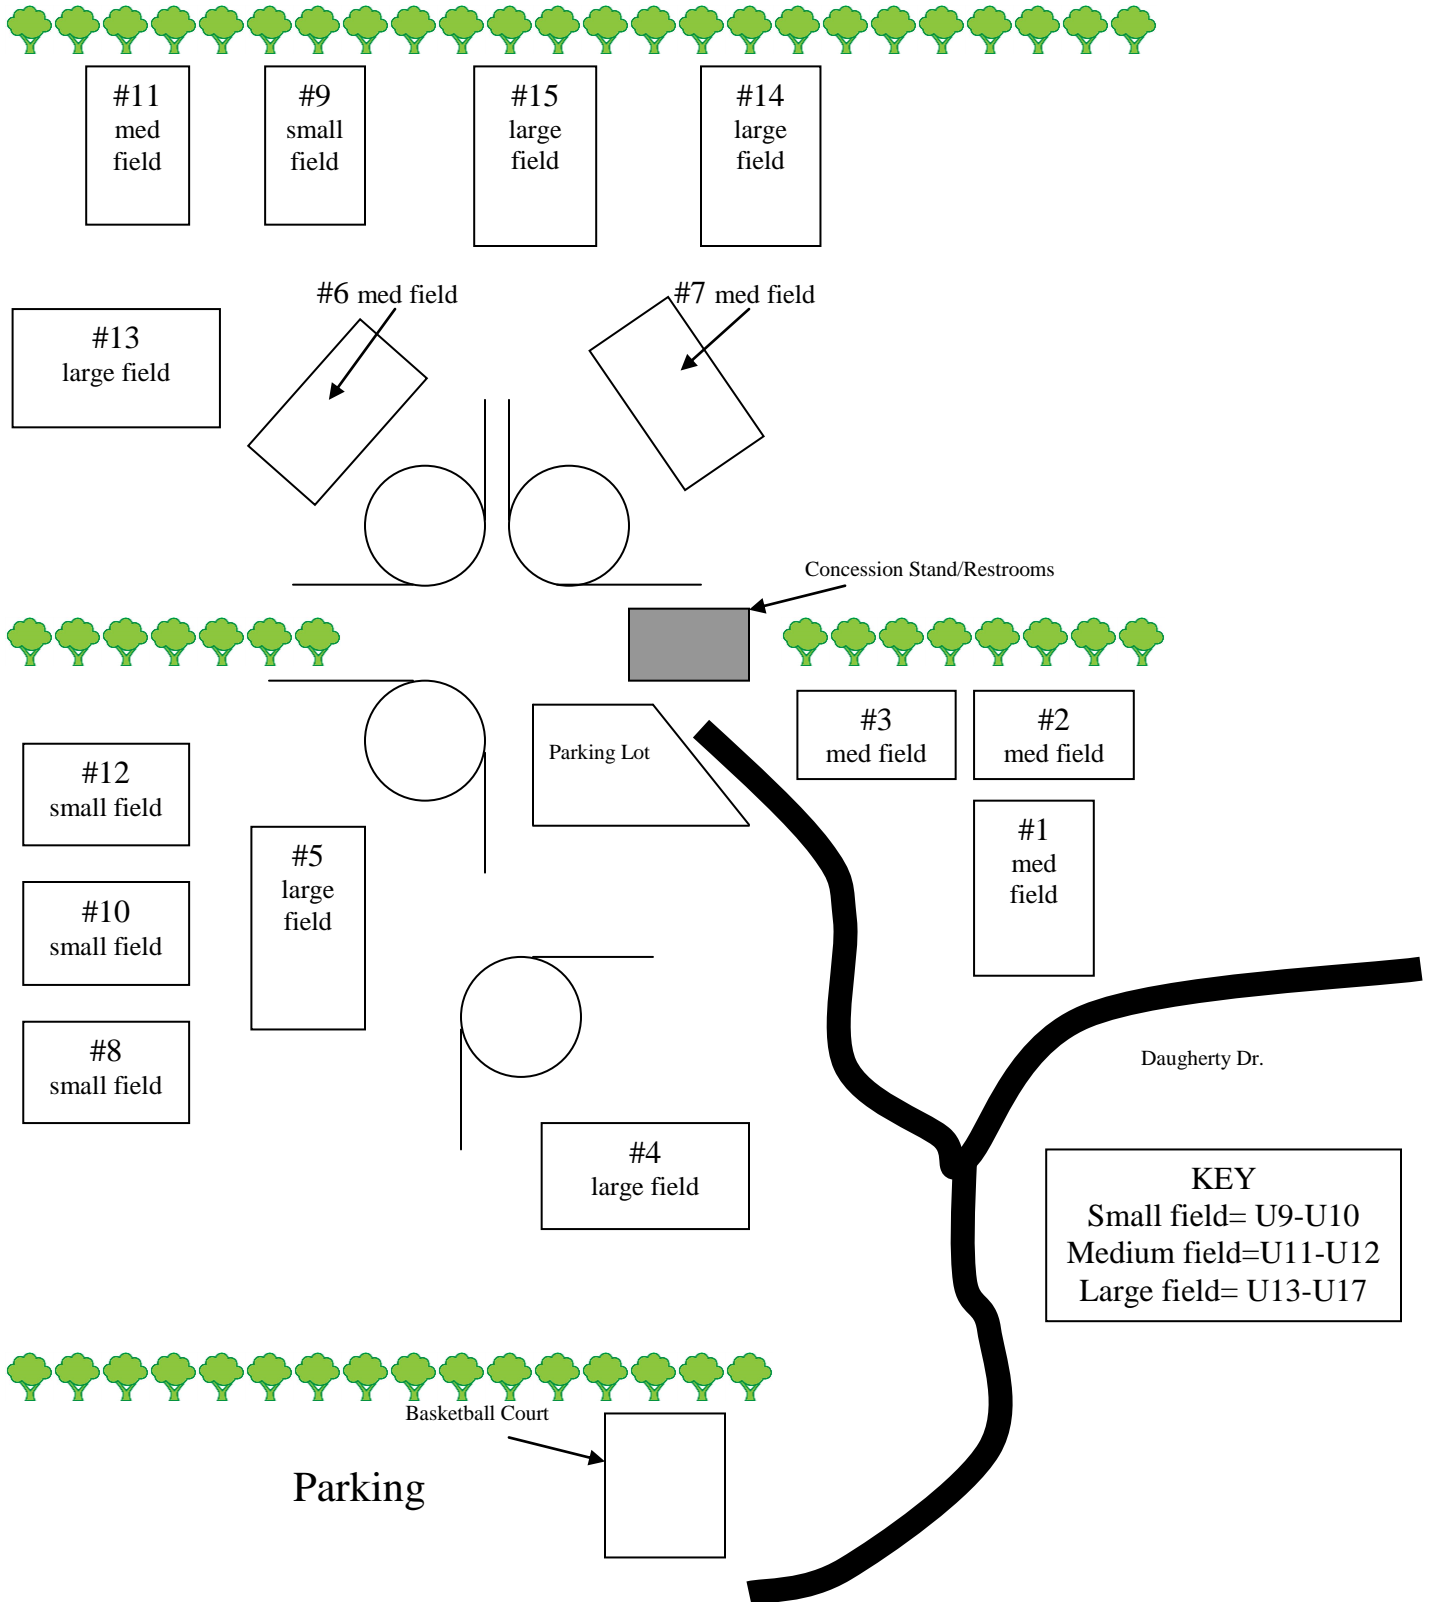 #11
med
field
#9
small
field
#15
large
field
#14
large
field
#6 med field
#7 med field
#13
large field
Concession Stand/Restrooms
#3
med field
#2
med field
Parking Lot
#12
small field
#1
med
field
#5
large
field
#10
small field
#8
small field
Daugherty Dr.
#4
large field
KEY
Small field= U9-U10
Medium field=U11-U12
Large field= U13-U17
Basketball Court
Parking